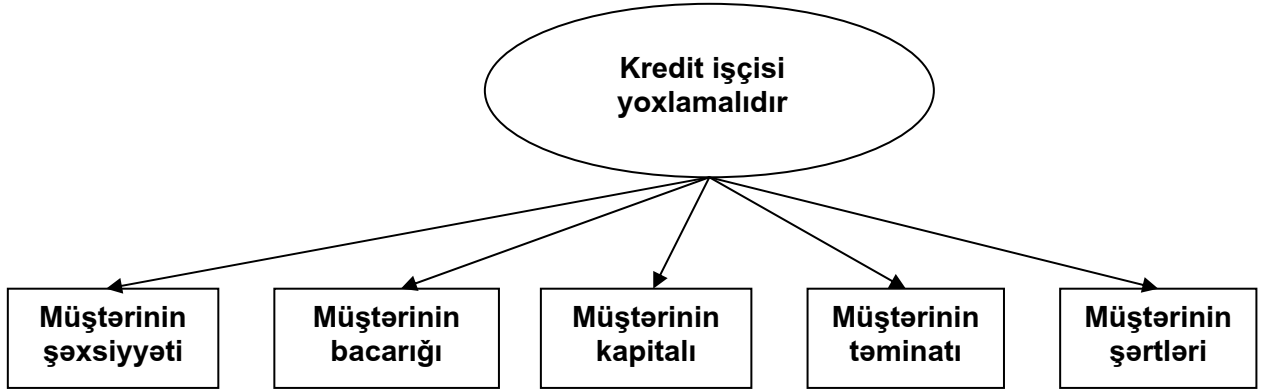 Kredit işçisi
yoxlamalıdır
Müştərinin
şəxsiyyəti
Müştərinin
bacarığı
Müştərinin
kapitalı
Müştərinin
təminatı
Müştərinin
şərtləri